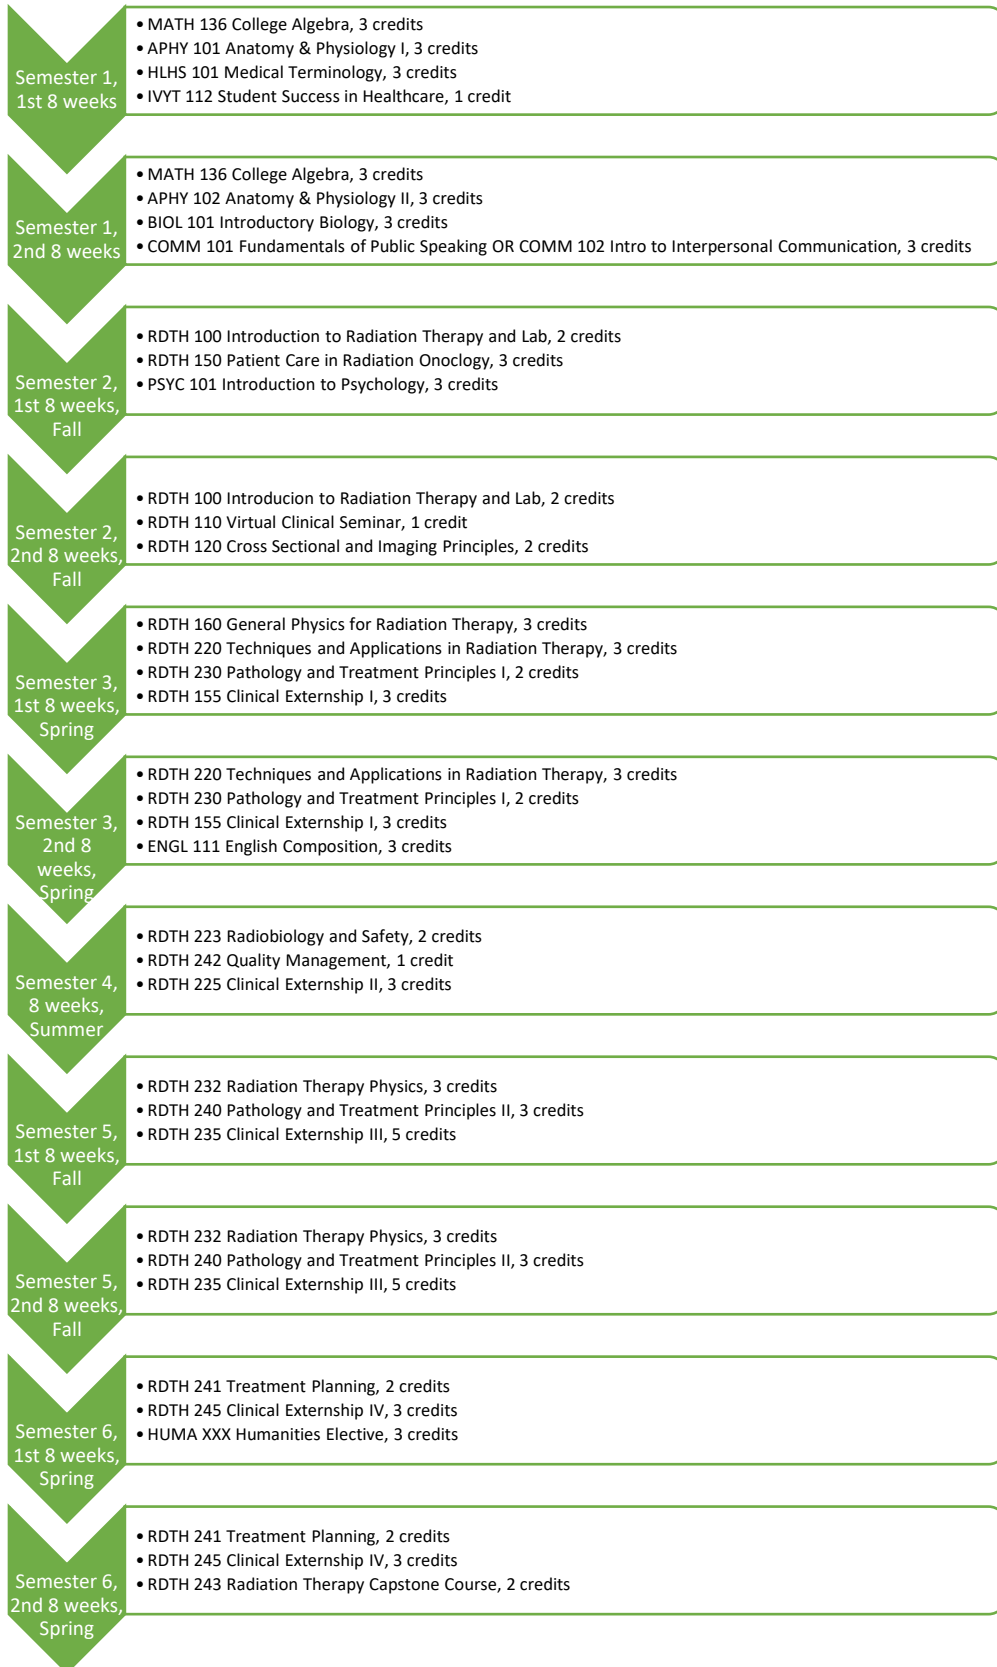 Semester 1,
1st 8 weeks
• MATH 136 College Algebra, 3 credits
• APHY 101 Anatomy & Physiology I, 3 credits
• HLHS 101 Medical Terminology, 3 credits
• IVYT 112 Student Success in Healthcare, 1 credit
Semester 1,
2nd 8 weeks
• MATH 136 College Algebra, 3 credits
• APHY 102 Anatomy & Physiology II, 3 credits
• BIOL 101 Introductory Biology, 3 credits
• COMM 101 Fundamentals of Public Speaking OR COMM 102 Intro to Interpersonal Communication, 3 credits
Semester 2,
1st 8 weeks,
Fall
• RDTH 100 Introduction to Radiation Therapy and Lab, 2 credits
• RDTH 150 Patient Care in Radiation Onoclogy, 3 credits
• PSYC 101 Introduction to Psychology, 3 credits
Semester 2,
2nd 8 weeks,
Fall
• RDTH 100 Introducion to Radiation Therapy and Lab, 2 credits
• RDTH 110 Virtual Clinical Seminar, 1 credit
• RDTH 120 Cross Sectional and Imaging Principles, 2 credits
Semester 3,
1st 8 weeks,
Spring
• RDTH 160 General Physics for Radiation Therapy, 3 credits
• RDTH 220 Techniques and Applications in Radiation Therapy, 3 credits
• RDTH 230 Pathology and Treatment Principles I, 2 credits
• RDTH 155 Clinical Externship I, 3 credits
Semester 3,
2nd 8
weeks,
Spring
• RDTH 220 Techniques and Applications in Radiation Therapy, 3 credits
• RDTH 230 Pathology and Treatment Principles I, 2 credits
• RDTH 155 Clinical Externship I, 3 credits
• ENGL 111 English Composition, 3 credits
Semester 4,
8 weeks,
Summer
• RDTH 223 Radiobiology and Safety, 2 credits
• RDTH 242 Quality Management, 1 credit
• RDTH 225 Clinical Externship II, 3 credits
Semester 5,
1st 8 weeks,
Fall
• RDTH 232 Radiation Therapy Physics, 3 credits
• RDTH 240 Pathology and Treatment Principles II, 3 credits
• RDTH 235 Clinical Externship III, 5 credits
Semester 5,
2nd 8 weeks,
Fall
• RDTH 232 Radiation Therapy Physics, 3 credits
• RDTH 240 Pathology and Treatment Principles II, 3 credits
• RDTH 235 Clinical Externship III, 5 credits
Semester 6,
1st 8 weeks,
Spring
• RDTH 241 Treatment Planning, 2 credits
• RDTH 245 Clinical Externship IV, 3 credits
• HUMA XXX Humanities Elective, 3 credits
Semester 6,
2nd 8 weeks,
Spring
• RDTH 241 Treatment Planning, 2 credits
• RDTH 245 Clinical Externship IV, 3 credits
• RDTH 243 Radiation Therapy Capstone Course, 2 credits